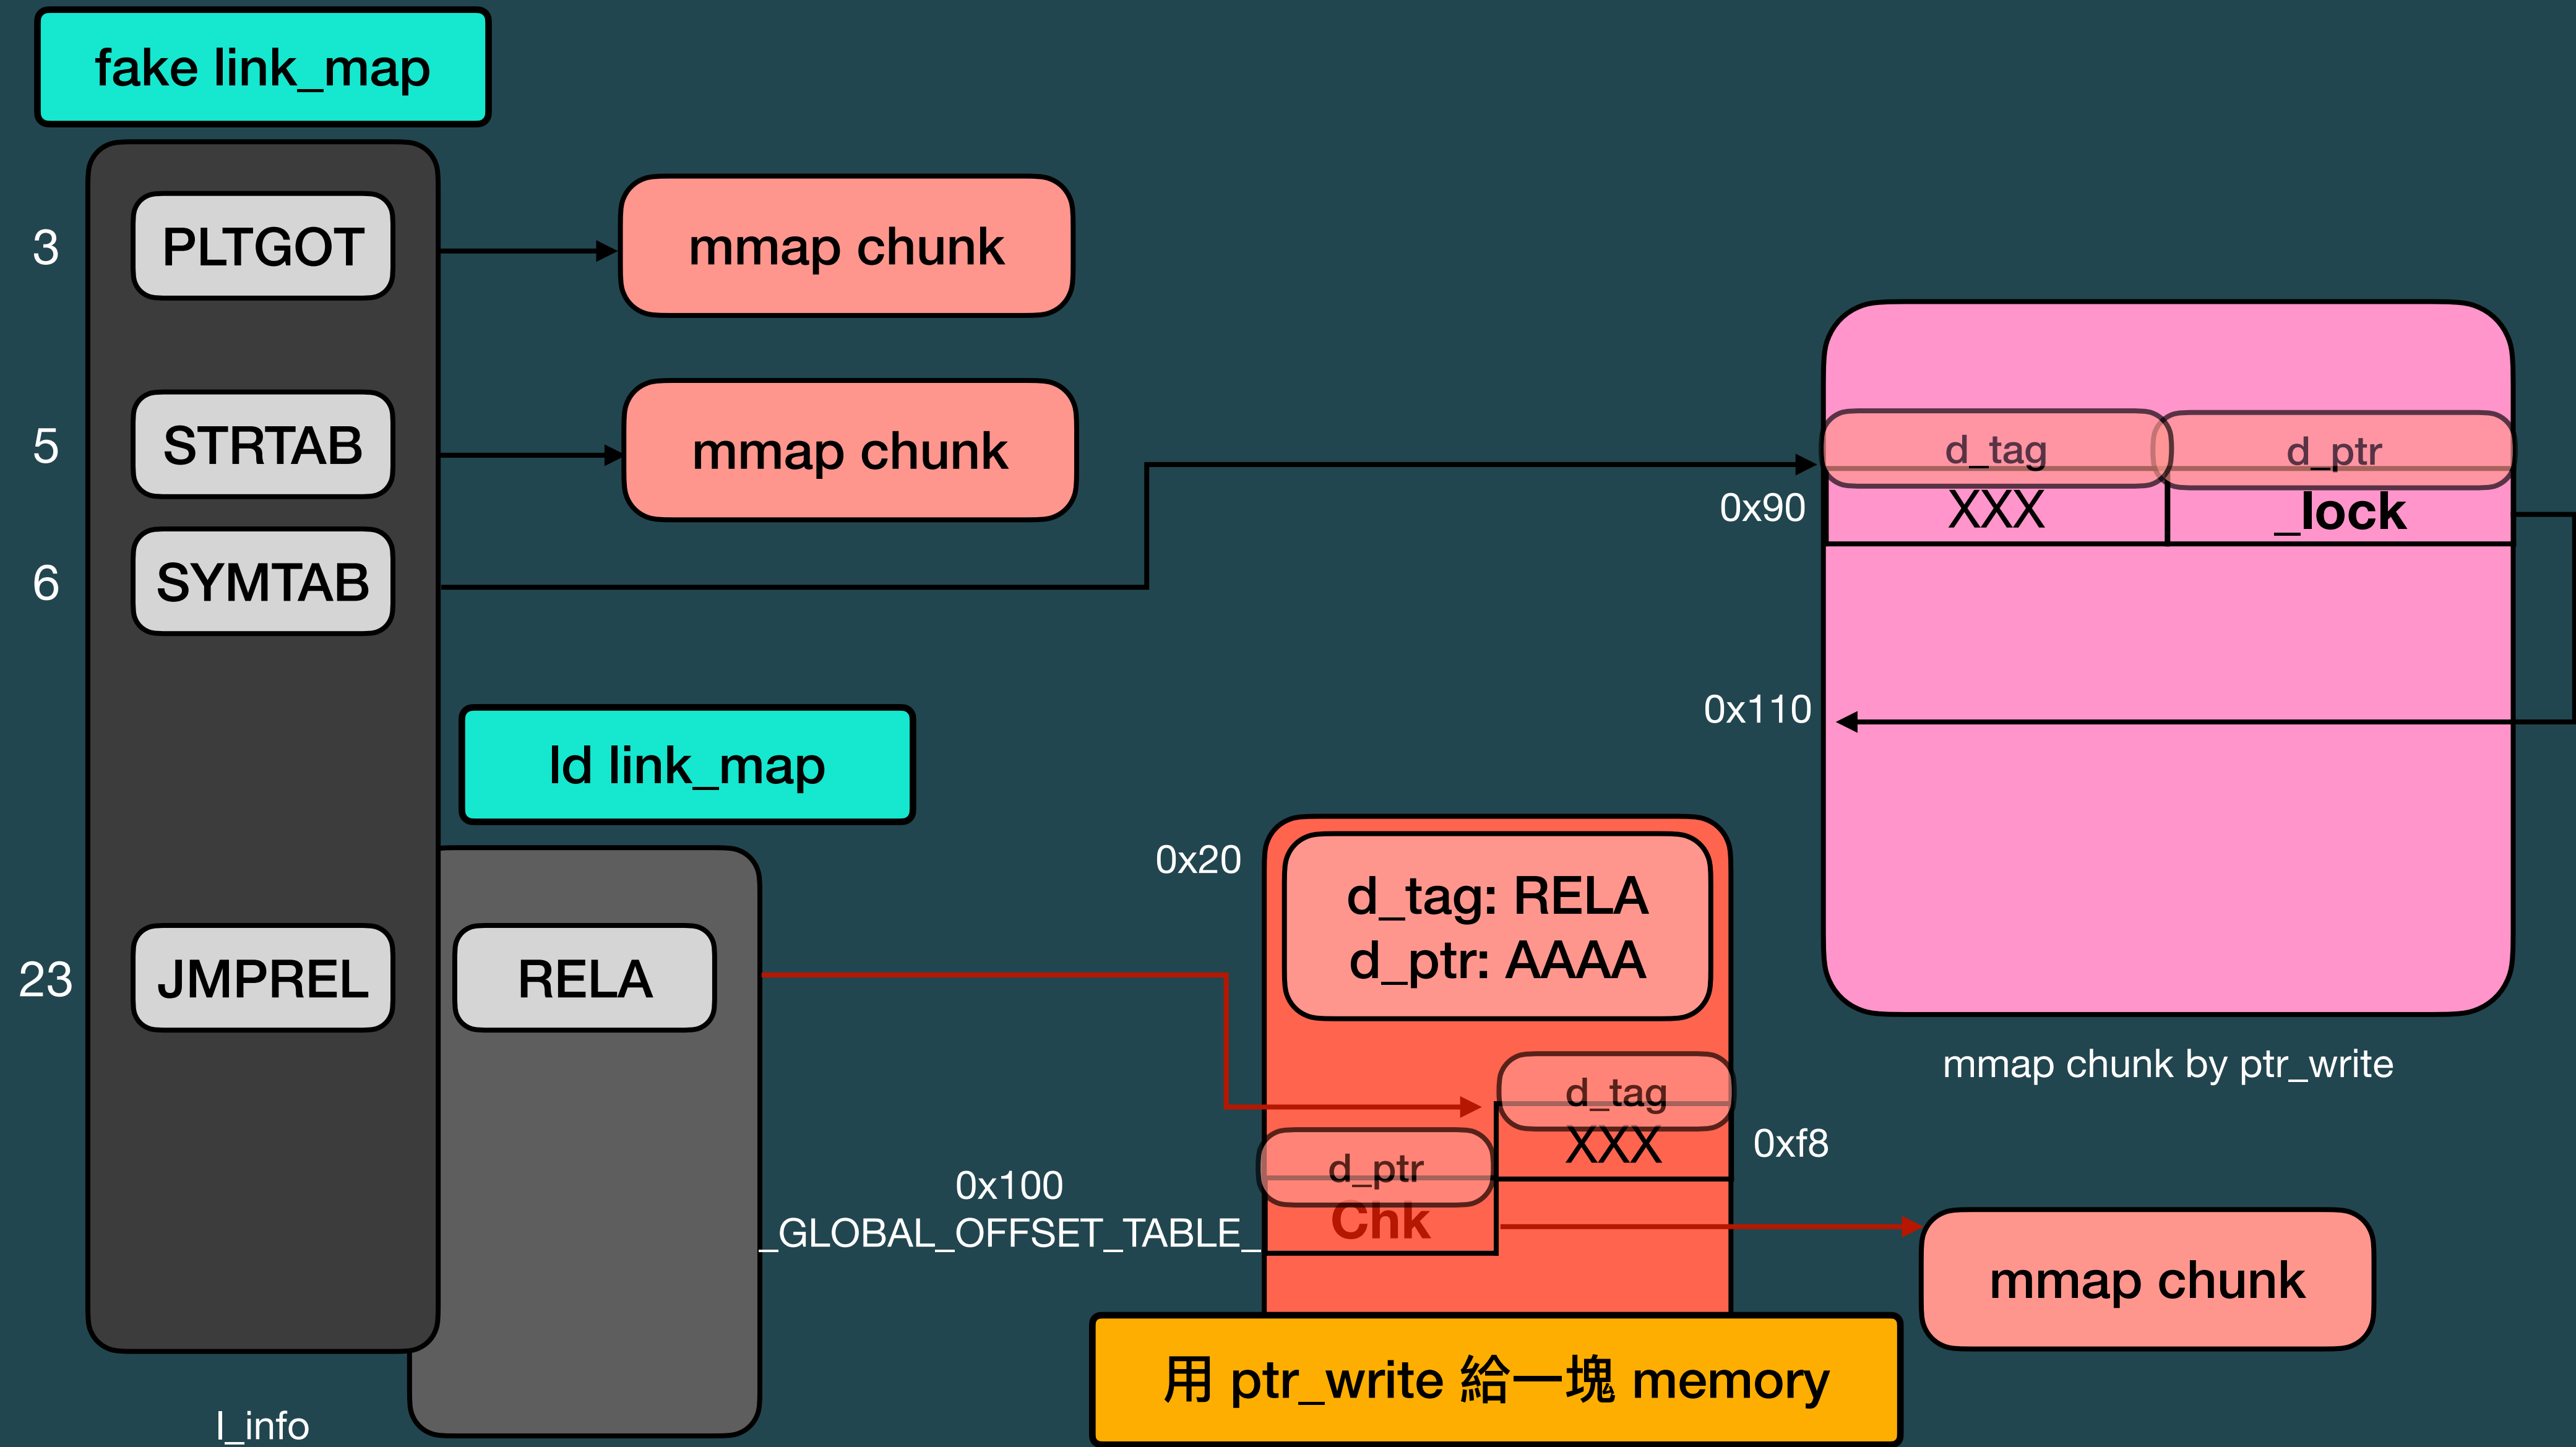 fake link_map
3
PLTGOT
mmap chunk
5
STRTAB
mmap chunk
6
SYMTAB
d_tag
d_ptr
0x90
XXX
_lock
0x110
ld link_map
0x20
d_tag: RELA
d_ptr: AAAA
23
JMPREL
RELA
mmap chunk by ptr_write
d_tag
XXX
0xf8
d_ptr
Chk
0x100
_GLOBAL_OFFSET_TABLE_
mmap chunk
用 ptr_write 給一塊 memory
l_info